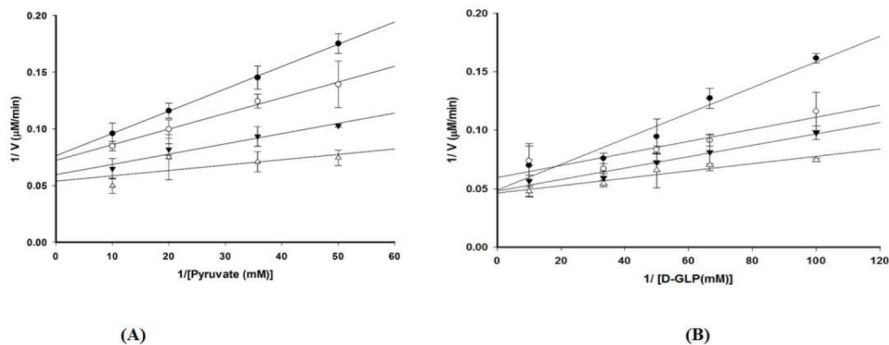 0.20
0.15
0.10
0.05
0.00
1/ V (µM/min)
0 10 20 30 40 50 60
1/[Pyruvate (mM)]
(A)
0.20
0.15
0.10
0.05
0.00
1/ V (µM/min)
0 20 40 60 80 100 120
1/ [D-GLP(mM)]
(B)